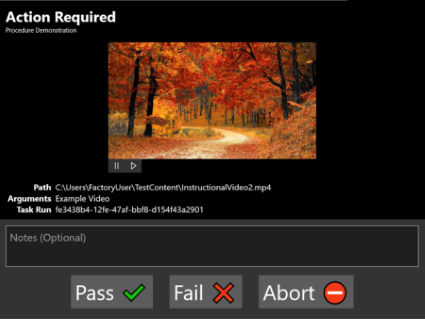 Action Required
Procedure Demonstration
Path C:\Users\FactoryUser\TestContent\InstructionalVideo2.mp4
Arguments Example Video
Task Run fe3438b4-12fe-47af-bbf8-d154f43a2901
Notes (Optional)
Pass Fail Abort